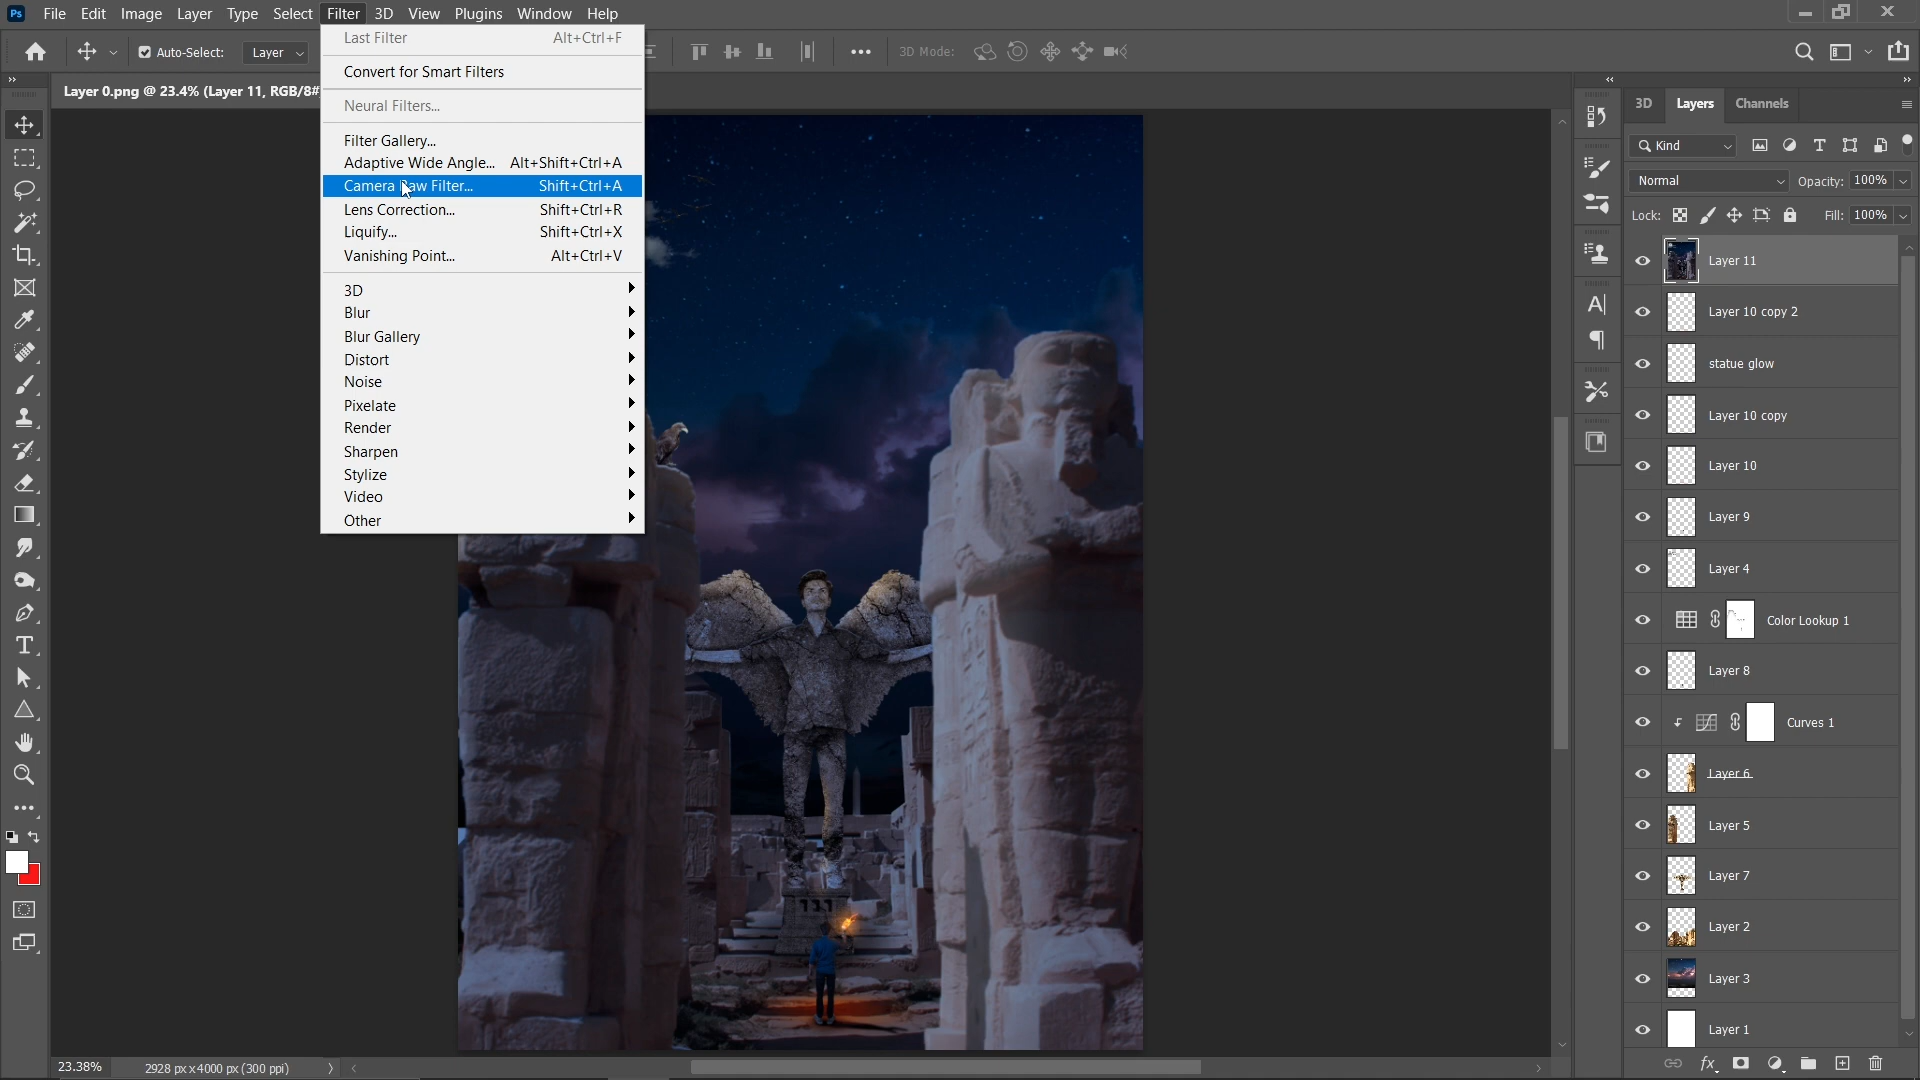 Ps File Edit Image Layer Type Select Filter 3D View Plugins Window Help
Auto-Select: Layer
3D Mode:
Layer 0.png @ 23.4% (Layer 11, RGB/8#
Last Filter Alt+Ctrl+F
Convert for Smart Filters
Neural Filters...
Filter Gallery...
Adaptive Wide Angle... Alt+Shift+Ctrl+A
Camera Raw Filter... Shift+Ctrl+A
Lens Correction... Shift+Ctrl+R
Liquify... Shift+Ctrl+X
Vanishing Point... Alt+Ctrl+V
3D
Blur
Blur Gallery
Distort
Noise
Pixelate
Render
Sharpen
Stylize
Video
Other
3D Layers Channels
Kind
Normal Opacity: 100%
Lock: Fill: 100%
Layer 11
Layer 10 copy 2
statue glow
Layer 10 copy
Layer 10
Layer 9
Layer 4
Color Lookup 1
Layer 8
Curves 1
Layer 6
Layer 5
Layer 7
Layer 2
Layer 3
Layer 1
23.38% 2928 px x 4000 px (300 ppi)